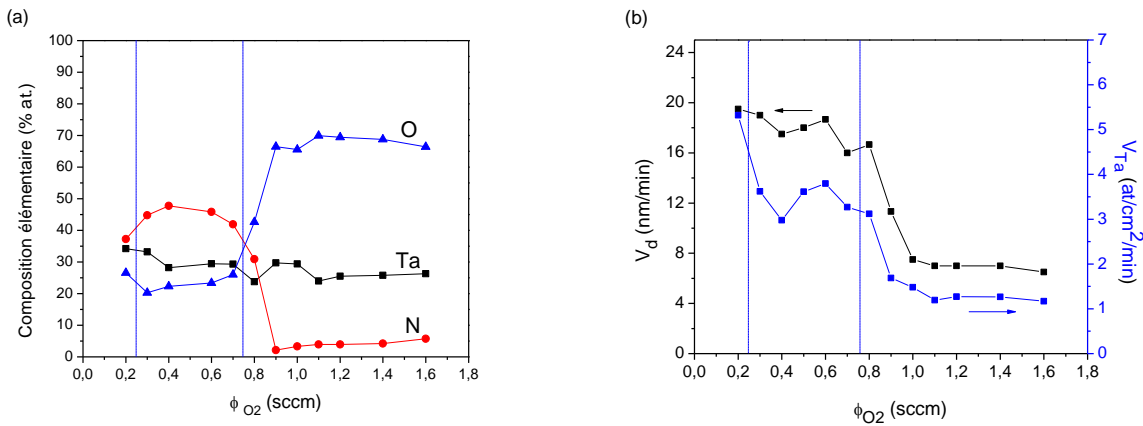 (a)
100
90
80
70
60
50
40
30
20
10
0
Composition élémentaire (% at.)
O
Ta
N
0,0 0,2 0,4 0,6 0,8 1,0 1,2 1,4 1,6 1,8
ϕ O2 (sccm)
(b)
24
20
16
12
8
4
0
V_d (nm/min)
7
6
5
4
3
2
1
0
V_Ta (at/cm²/min)
0,0 0,2 0,4 0,6 0,8 1,0 1,2 1,4 1,6 1,8
ϕO2 (sccm)